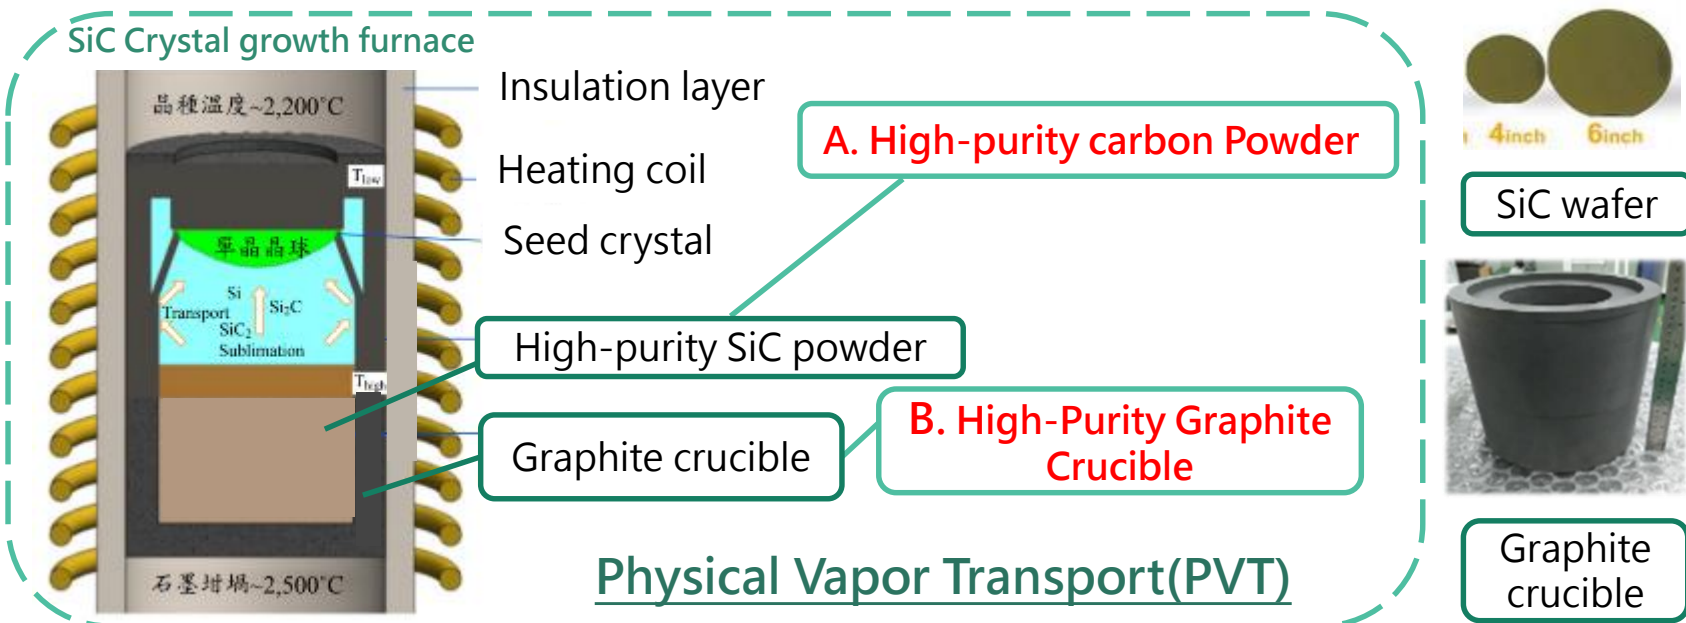 SiC Crystal growth furnace
晶種溫度~2,200°C
Insulation layer
Heating coil
Seed crystal
T low
單晶晶球
Si
Si₂C
Transport
SiC₂
Sublimation
T high
High-purity SiC powder
Graphite crucible
石墨坩堝~2,500°C
A. High-purity carbon Powder
B. High-Purity Graphite
Crucible
Physical Vapor Transport(PVT)
4inch
6inch
SiC wafer
Graphite
crucible